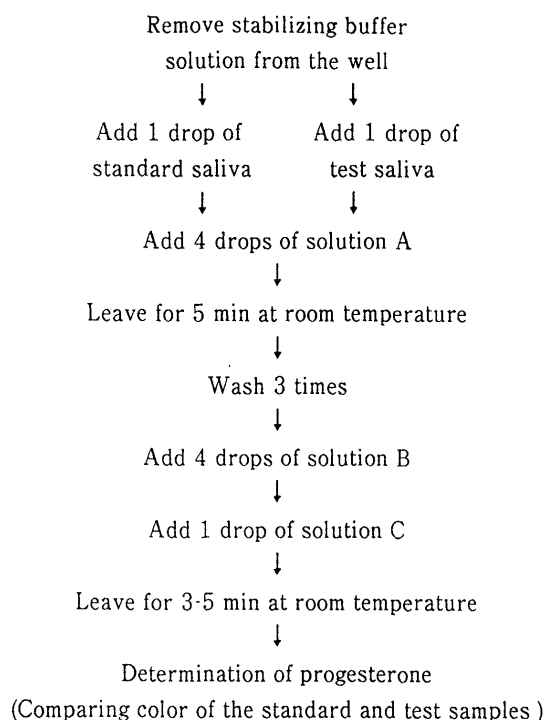 Remove stabilizing buffer
solution from the well
↓ ↓
Add 1 drop of Add 1 drop of
standard saliva test saliva
↓ ↓
Add 4 drops of solution A
↓
Leave for 5 min at room temperature
↓
Wash 3 times
↓
Add 4 drops of solution B
↓
Add 1 drop of solution C
↓
Leave for 3-5 min at room temperature
↓
Determination of progesterone
(Comparing color of the standard and test samples )